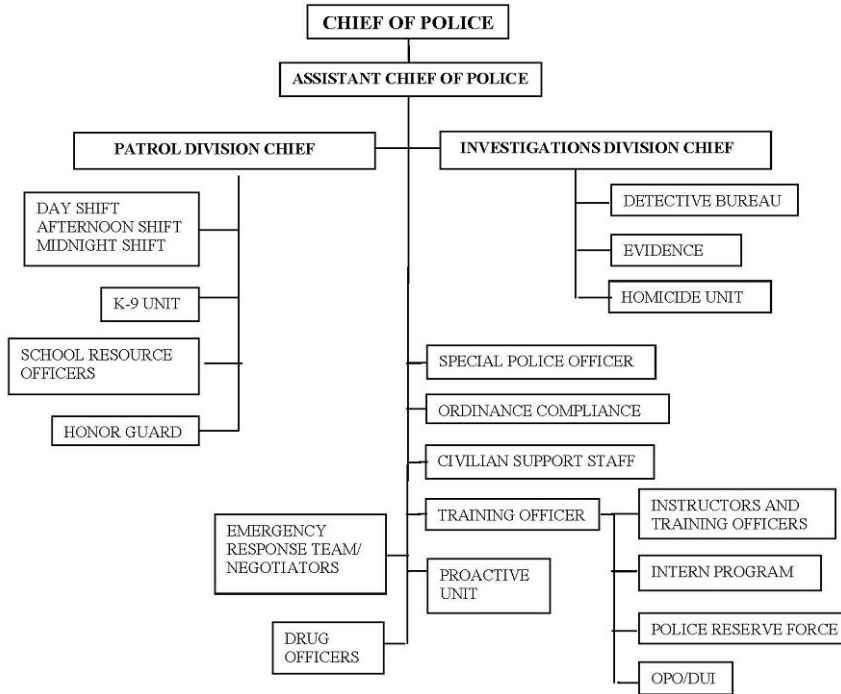 CHIEF OF POLICE
ASSISTANT CHIEF OF POLICE
PATROL DIVISION CHIEF
INVESTIGATIONS DIVISION CHIEF
DAY SHIFT
AFTERNOON SHIFT
MIDNIGHT SHIFT
K-9 UNIT
SCHOOL RESOURCE
OFFICERS
HONOR GUARD
DETECTIVE BUREAU
EVIDENCE
HOMICIDE UNIT
SPECIAL POLICE OFFICER
ORDINANCE COMPLIANCE
CIVILIAN SUPPORT STAFF
TRAINING OFFICER
INSTRUCTORS AND
TRAINING OFFICERS
INTERN PROGRAM
POLICE RESERVE FORCE
OPO/DUI
EMERGENCY
RESPONSE TEAM/
NEGOTIATORS
PROACTIVE
UNIT
DRUG
OFFICERS